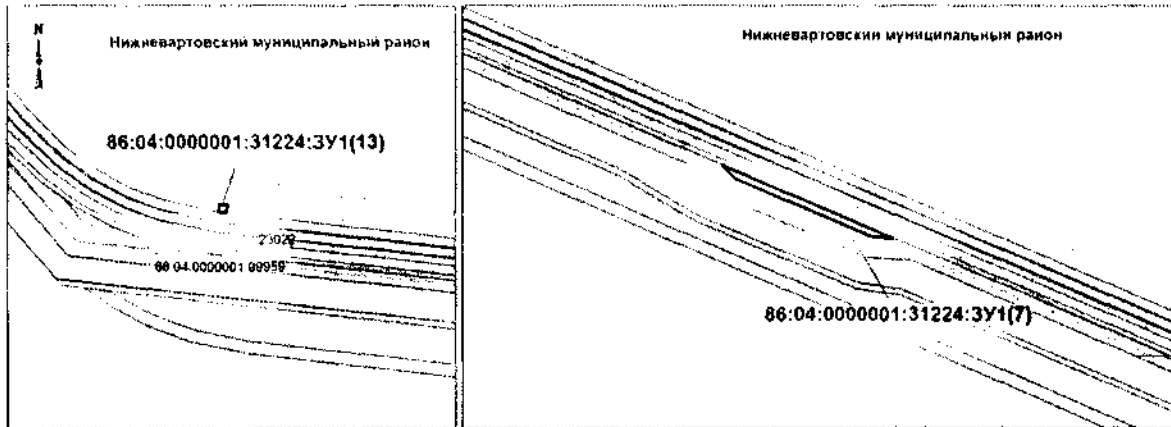 N
Нижневартовский муниципальный район
86:04:0000001:31224:ЗУ1(13)
Нижневартовский муниципальный район
86:04:0000001:31224:ЗУ1(7)